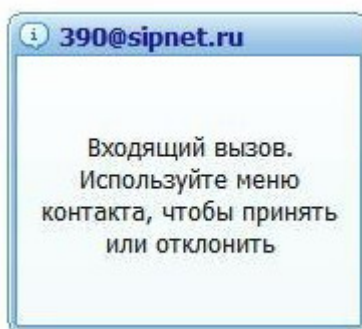 390@sipnet.ru
Входящий вызов.
Используйте меню
контакта, чтобы принять
или отклонить